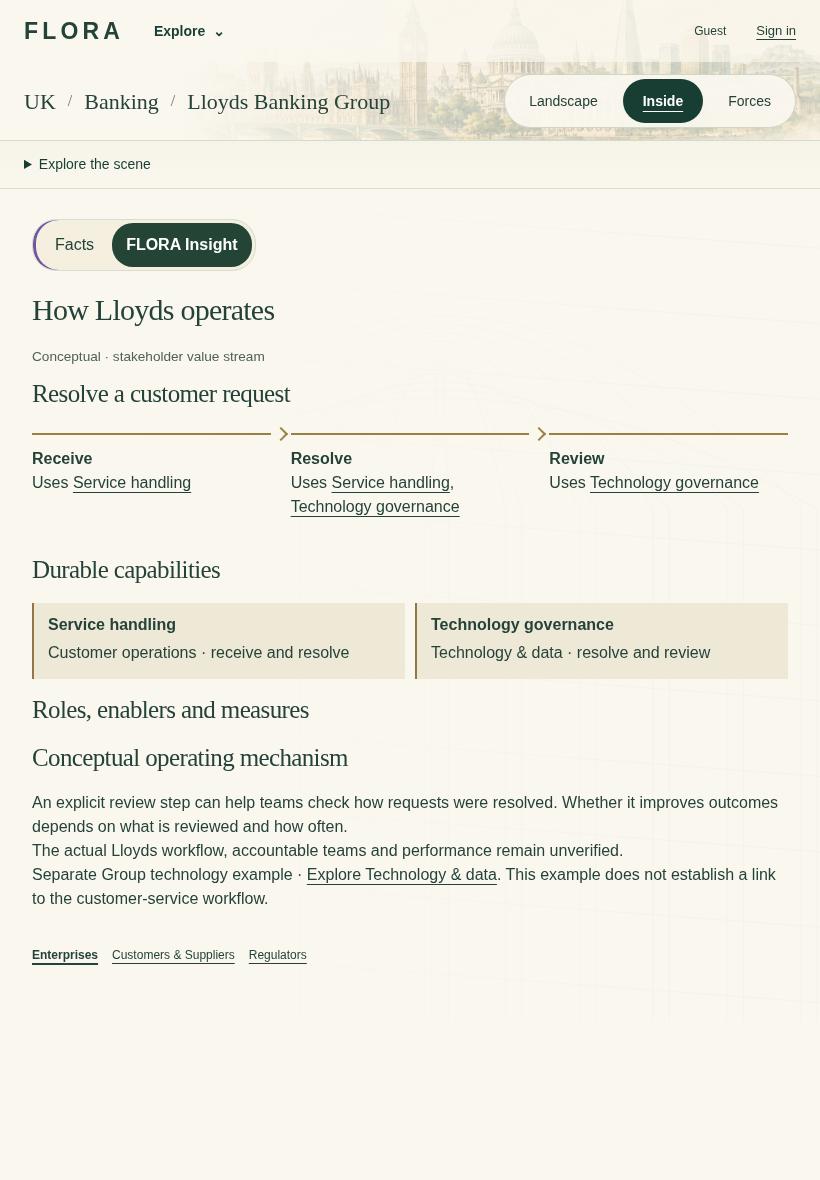 FLORA
Explore
Guest
Sign in
UK / Banking / Lloyds Banking Group
Landscape
Inside
Forces
Explore the scene
Facts
FLORA Insight
How Lloyds operates
Conceptual · stakeholder value stream
Resolve a customer request
Receive
Uses Service handling
Resolve
Uses Service handling,
Technology governance
Review
Uses Technology governance
Durable capabilities
Service handling
Customer operations · receive and resolve
Technology governance
Technology & data · resolve and review
Roles, enablers and measures
Conceptual operating mechanism
An explicit review step can help teams check how requests were resolved. Whether it improves outcomes
depends on what is reviewed and how often.
The actual Lloyds workflow, accountable teams and performance remain unverified.
Separate Group technology example · Explore Technology & data. This example does not establish a link
to the customer-service workflow.
Enterprises
Customers & Suppliers
Regulators